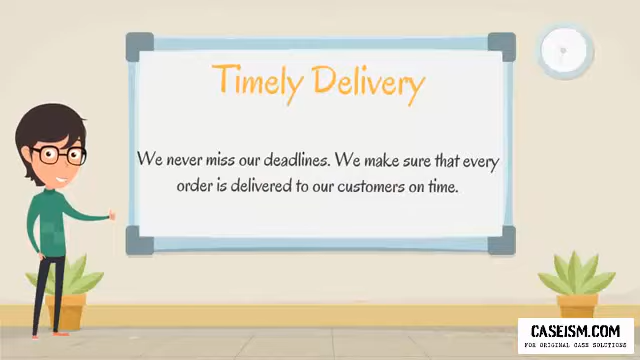 Timely Delivery
We never miss our deadlines. We make sure that every
order is delivered to our customers on time.
CASEISM.COM
FOR ORIGINAL CASE SOLUTIONS